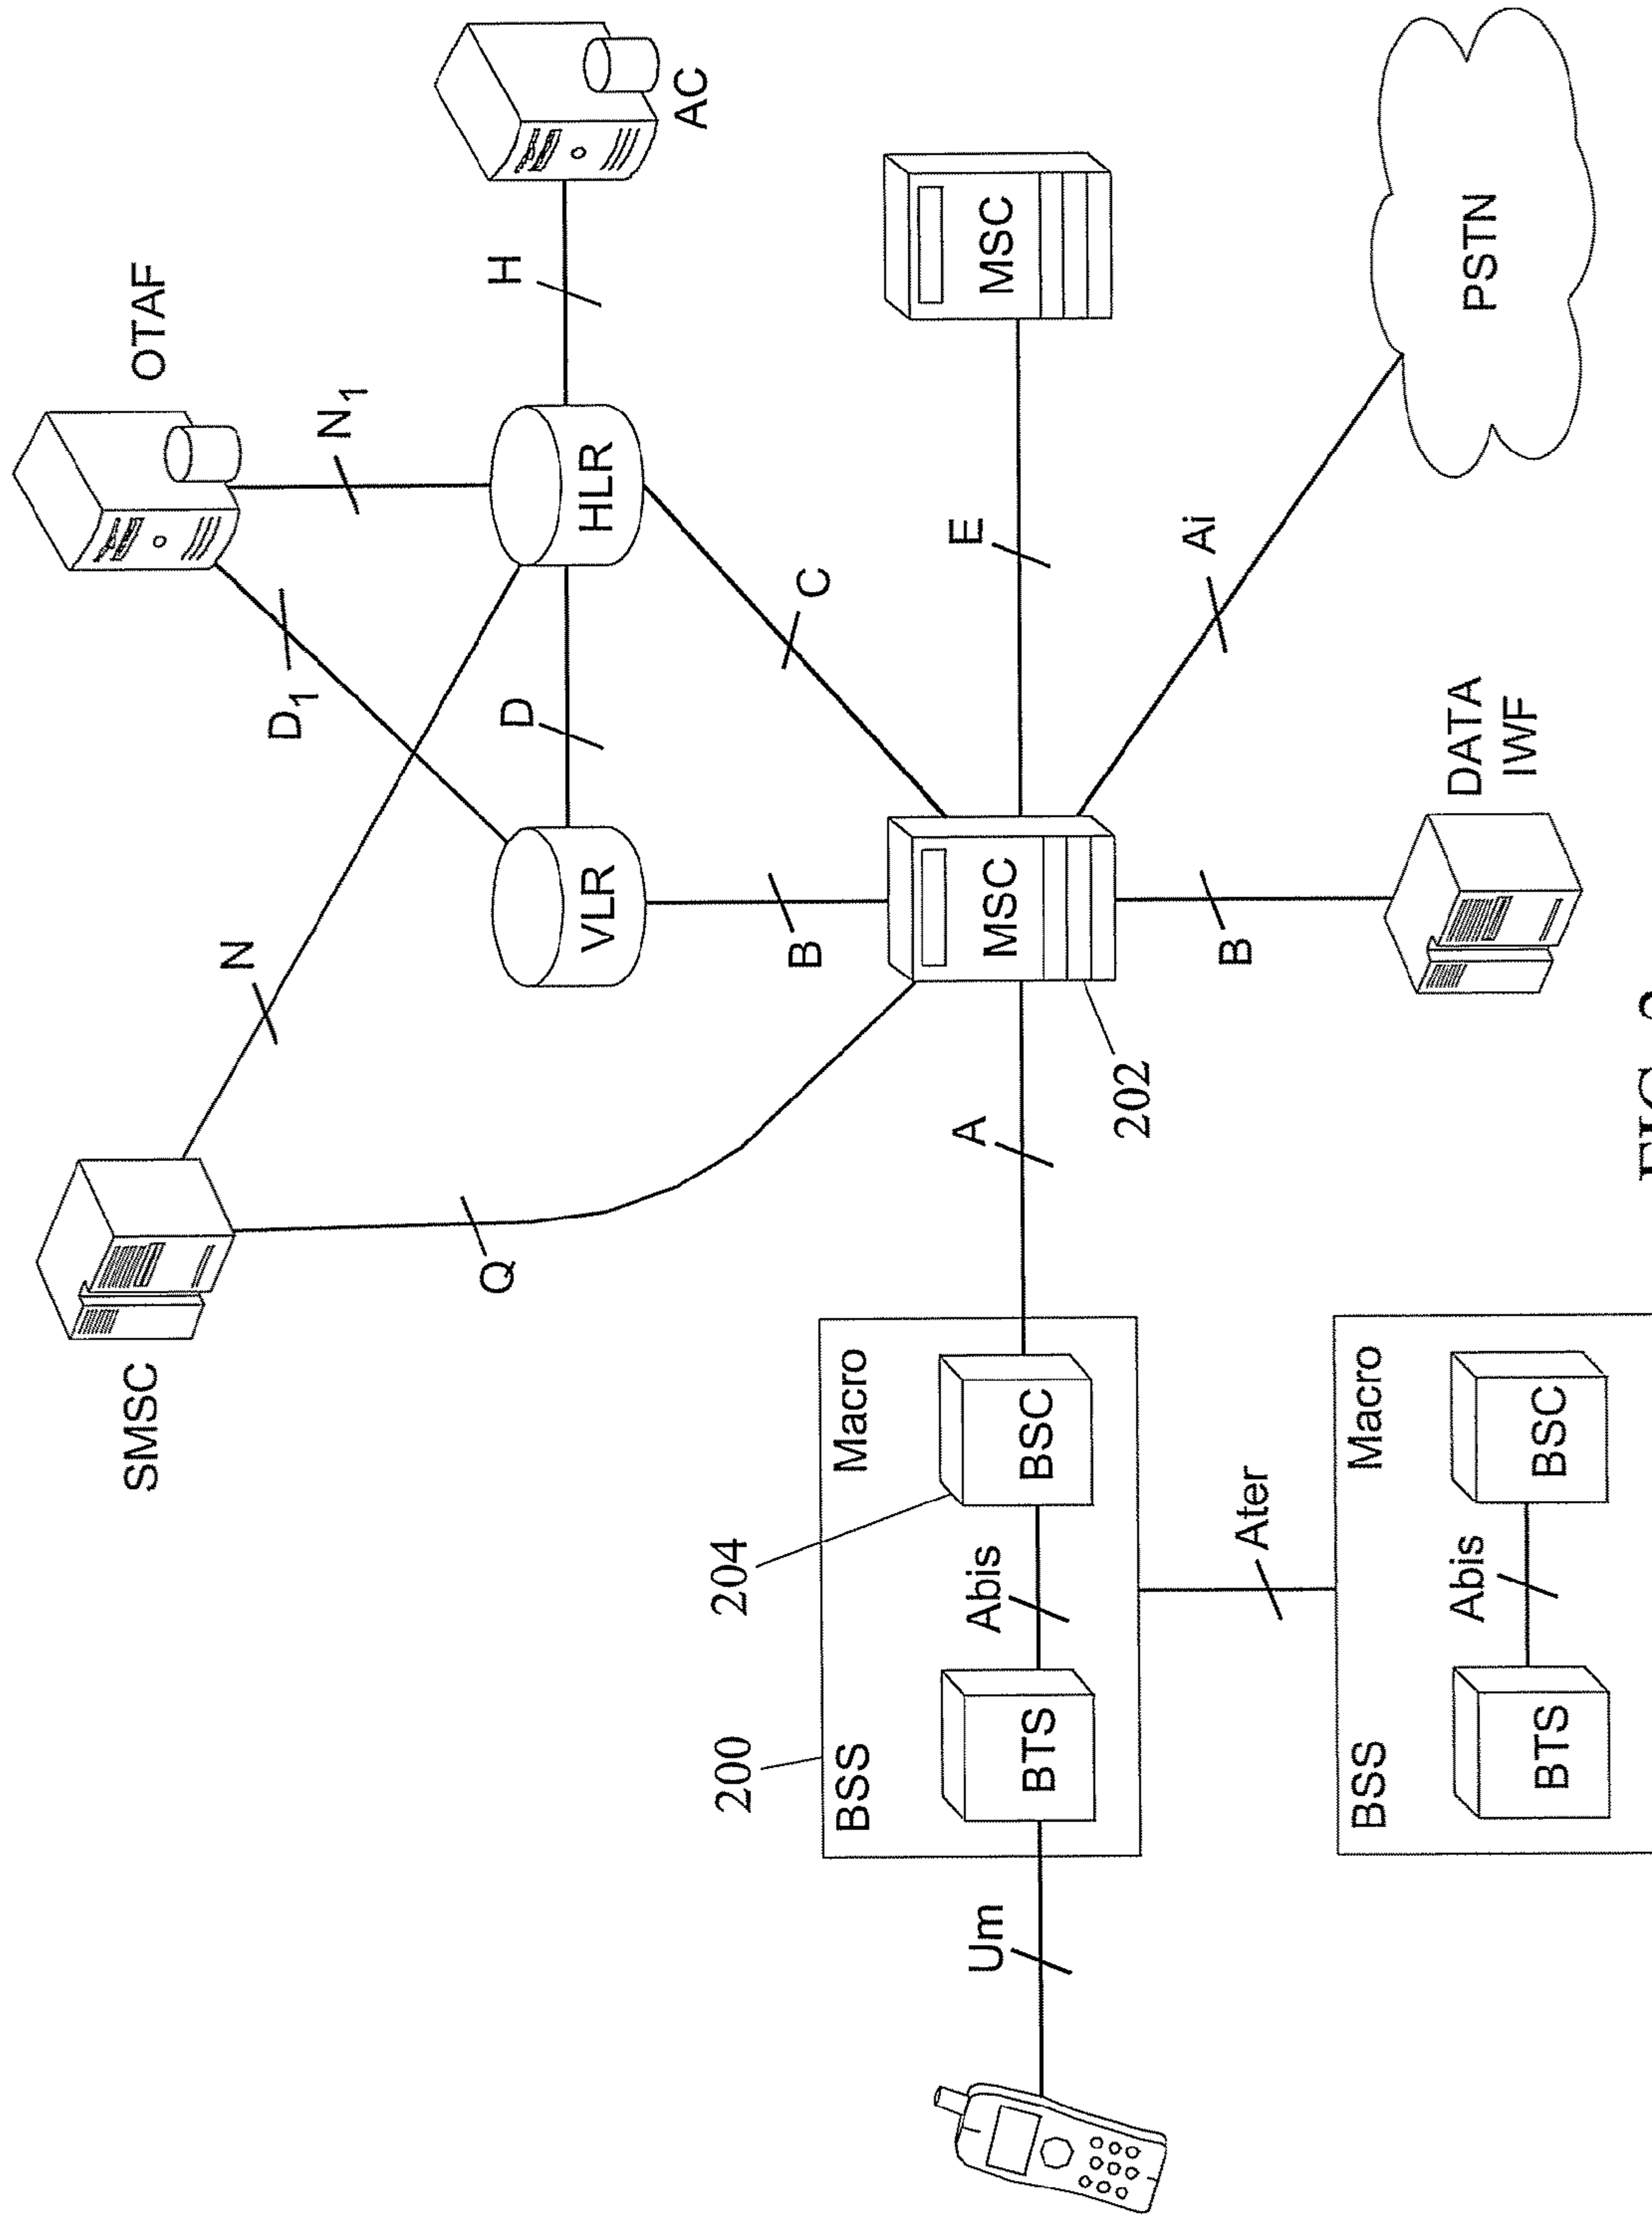 SMSC
OTAF
N
D1
N1
Q
D
H
VLR
HLR
AC
200
204
B
C
BSS
Macro
Um
Abis
A
E
MSC
MSC
BTS
BSC
202
Ai
B
Ater
BSS
Macro
DATA
IWF
PSTN
Abis
BTS
BSC